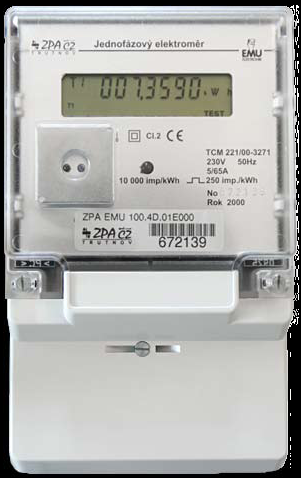 ZPA CZ
TRUTNOV
Jednofázový elektroměr
EMU
T1
007.3590 kWh
TEST
Cl.2 CE
TCM 221/00-3271
230V 50Hz
5/65A
10 000 imp/kWh
250 imp/kWh
No
Rok 2000
ZPA EMU 100.4D.01E000
ZPA CZ
TRUTNOV
672139